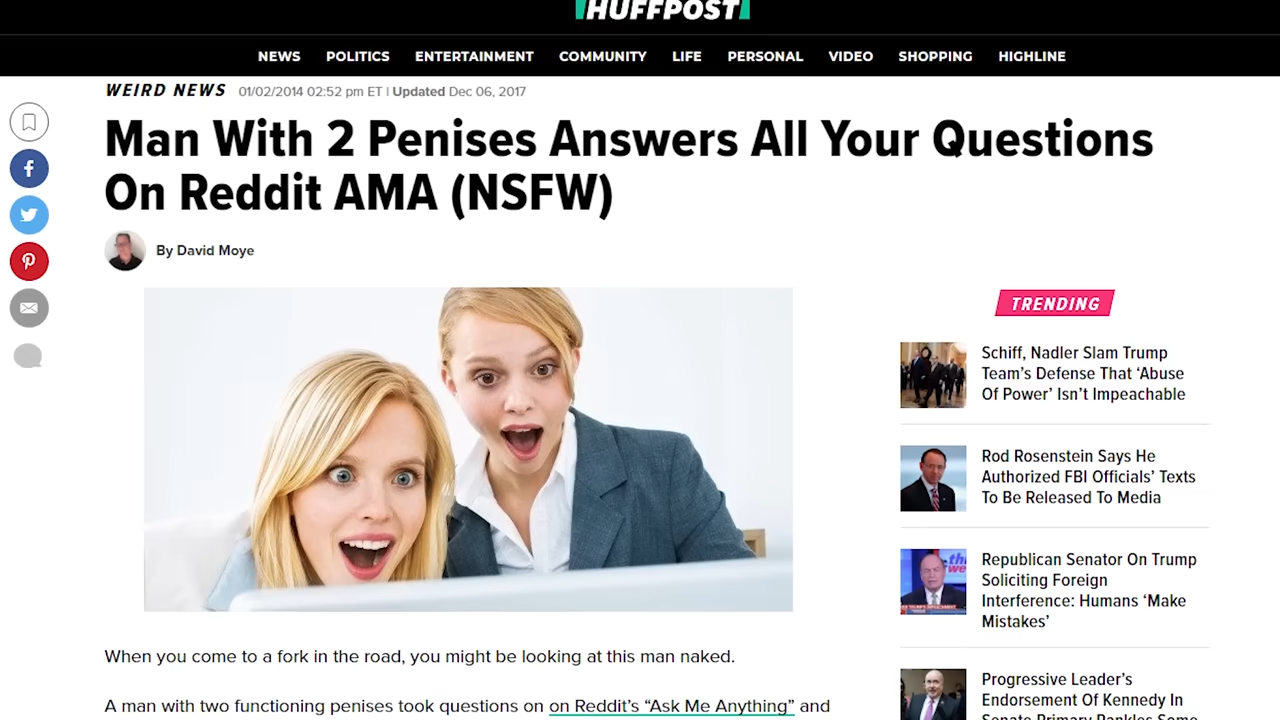 HUFFPOST
NEWS POLITICS ENTERTAINMENT COMMUNITY LIFE PERSONAL VIDEO SHOPPING HIGHLINE
WEIRD NEWS 01/02/2014 02:52 pm ET | Updated Dec 06, 2017
Man With 2 Penises Answers All Your Questions
On Reddit AMA (NSFW)
By David Moye
TRENDING
Schiff, Nadler Slam Trump
Team's Defense That ‘Abuse
Of Power’ Isn't Impeachable
Rod Rosenstein Says He
Authorized FBI Officials’ Texts
To Be Released To Media
Republican Senator On Trump
Soliciting Foreign
Interference: Humans ‘Make
Mistakes’
Progressive Leader's
Endorsement Of Kennedy In
Senate Primary Rankles Some
When you come to a fork in the road, you might be looking at this man naked.
A man with two functioning penises took questions on on Reddit's “Ask Me Anything” and